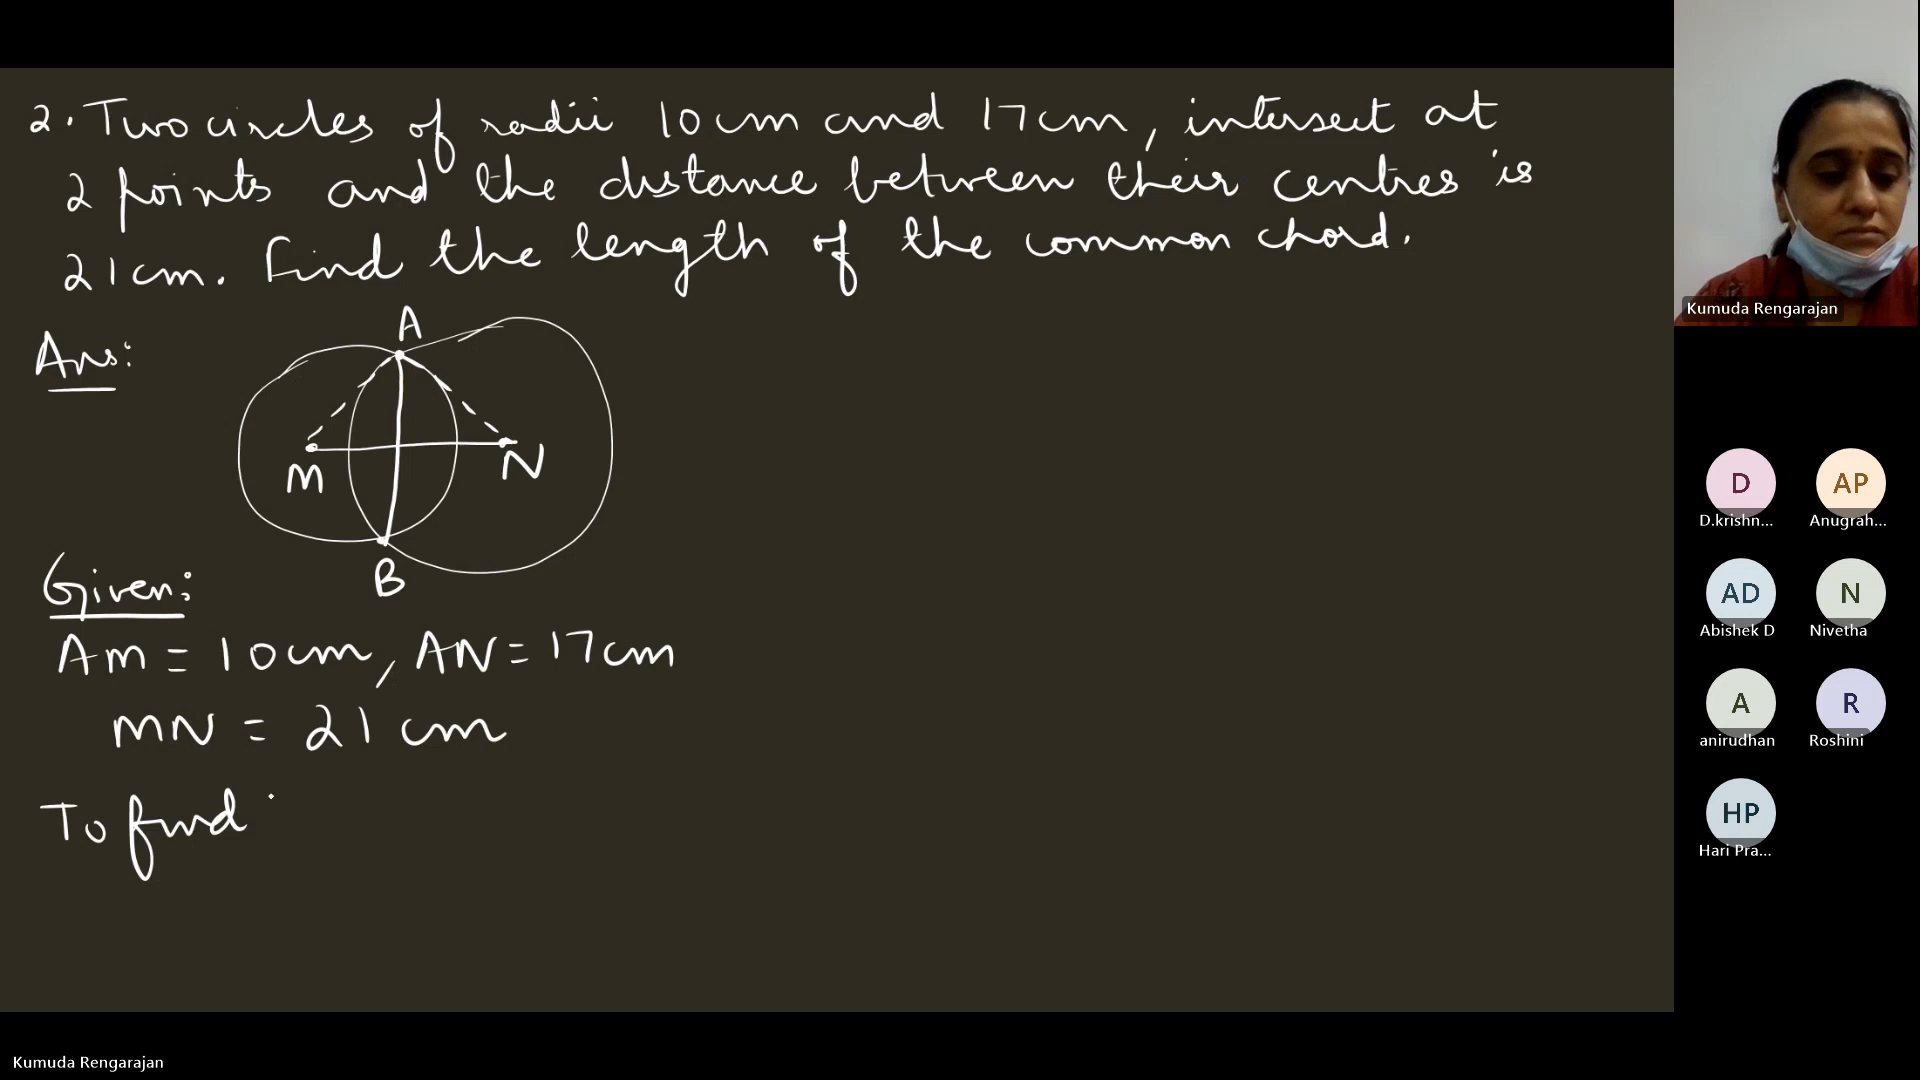 2. Two circles of radii 10cm and 17cm, intersect at
2 points and the distance between their centres is
21cm. Find the length of the common chord.
Ans:
A
M
N
B
Given:
AM = 10cm, AN = 17cm
MN = 21 cm
To find
Kumuda Rengarajan
D
AP
D.krishn...
Anugrah...
AD
N
Abishek D
Nivetha
A
R
anirudhan
Roshini
HP
Hari Pra...
Kumuda Rengarajan